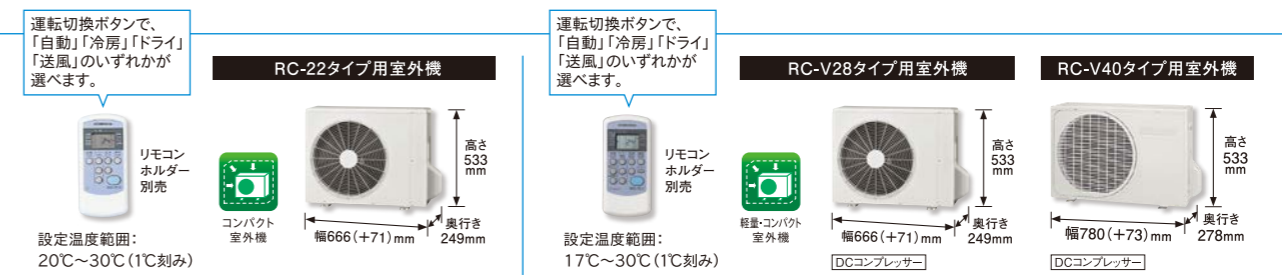 運転切換ボタンで、
「自動」「冷房」「ドライ」
「送風」のいずれかが
選べます。
リモコン
ホルダー
別売
設定温度範囲：
20℃～30℃（1℃刻み）
RC-22タイプ用室外機
コンパクト
室外機
高さ
533
mm
幅666（+71）mm
奥行き
249mm
運転切換ボタンで、
「自動」「冷房」「ドライ」
「送風」のいずれかが
選べます。
リモコン
ホルダー
別売
設定温度範囲：
17℃～30℃（1℃刻み）
RC-V28タイプ用室外機
軽量・コンパクト
室外機
高さ
533
mm
幅666（+71）mm
奥行き
249mm
DCコンプレッサー
RC-V40タイプ用室外機
高さ
533
mm
幅780（+73）mm
奥行き
278mm
DCコンプレッサー